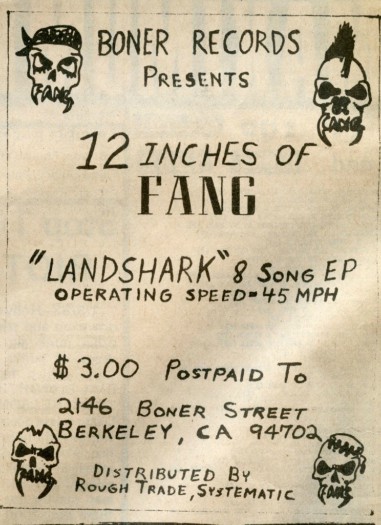 BONER RECORDS
PRESENTS
FANG
FANG
12 INCHES OF
FANG
"LANDSHARK" 8 SONG EP
OPERATING SPEED=45 MPH
$3.00 POSTPAID TO
2146 BONER STREET
BERKELEY, CA 94702
FANG
FANG
DISTRIBUTED BY
ROUGH TRADE, SYSTEMATIC